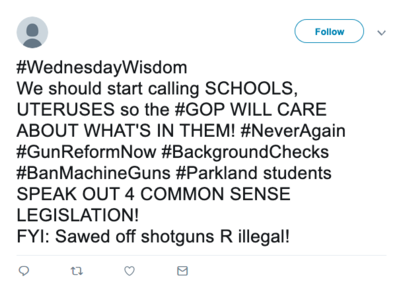 Follow
#WednesdayWisdom
We should start calling SCHOOLS,
UTERUSES so the #GOP WILL CARE
ABOUT WHAT'S IN THEM! #NeverAgain
#GunReformNow #BackgroundChecks
#BanMachineGuns #Parkland students
SPEAK OUT 4 COMMON SENSE
LEGISLATION!
FYI: Sawed off shotguns R illegal!